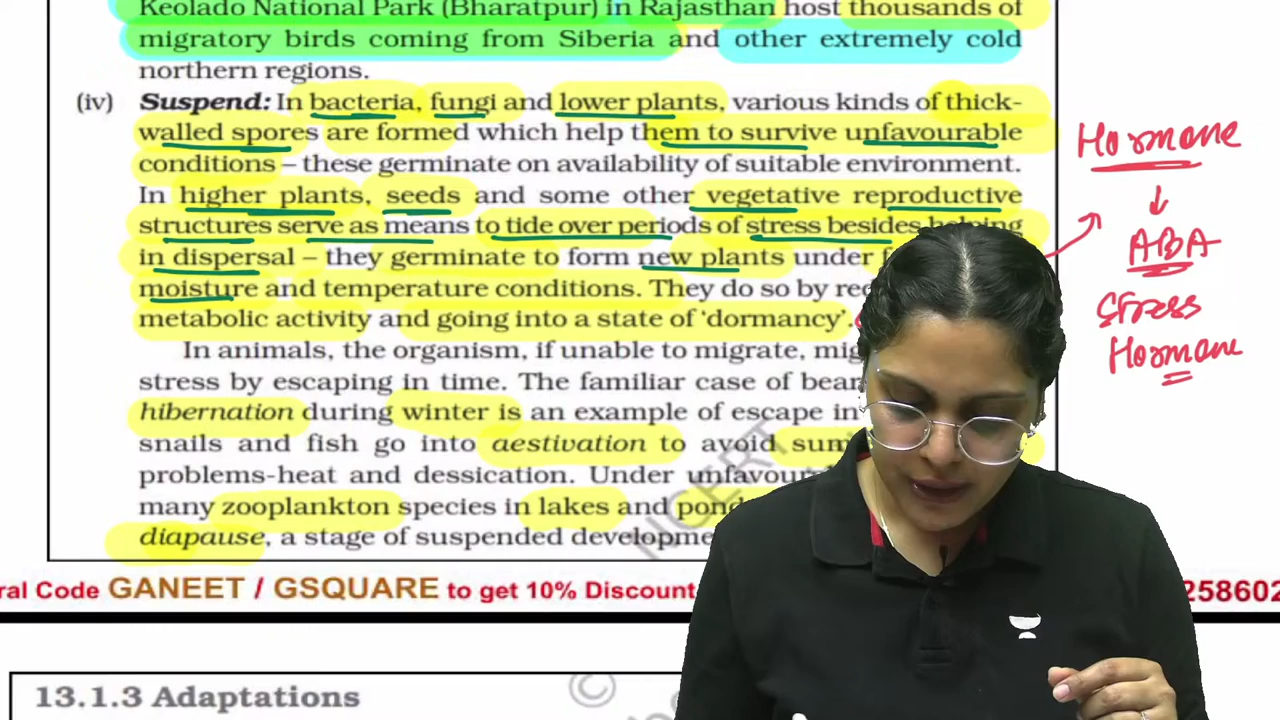 Keolado National Park (Bharatpur) in Rajasthan host thousands of
migratory birds coming from Siberia and other extremely cold
northern regions.
(iv) Suspend: In bacteria, fungi and lower plants, various kinds of thick-
walled spores are formed which help them to survive unfavourable
conditions – these germinate on availability of suitable environment.
In higher plants, seeds and some other vegetative reproductive
structures serve as means to tide over periods of stress besides helping
in dispersal – they germinate to form new plants under
moisture and temperature conditions. They do so by
metabolic activity and going into a state of 'dormancy'.
In animals, the organism, if unable to migrate,
stress by escaping in time. The familiar case of
hibernation during winter is an example of escape in
snails and fish go into aestivation to avoid
problems-heat and dessication. Under
many zooplankton species in lakes and
diapause, a stage of suspended
Hormone
↓
ABA
Stress
Hormone
NCERT
Code GANEET / GSQUARE to get 10% Discount
258602
13.1.3 Adaptations
©